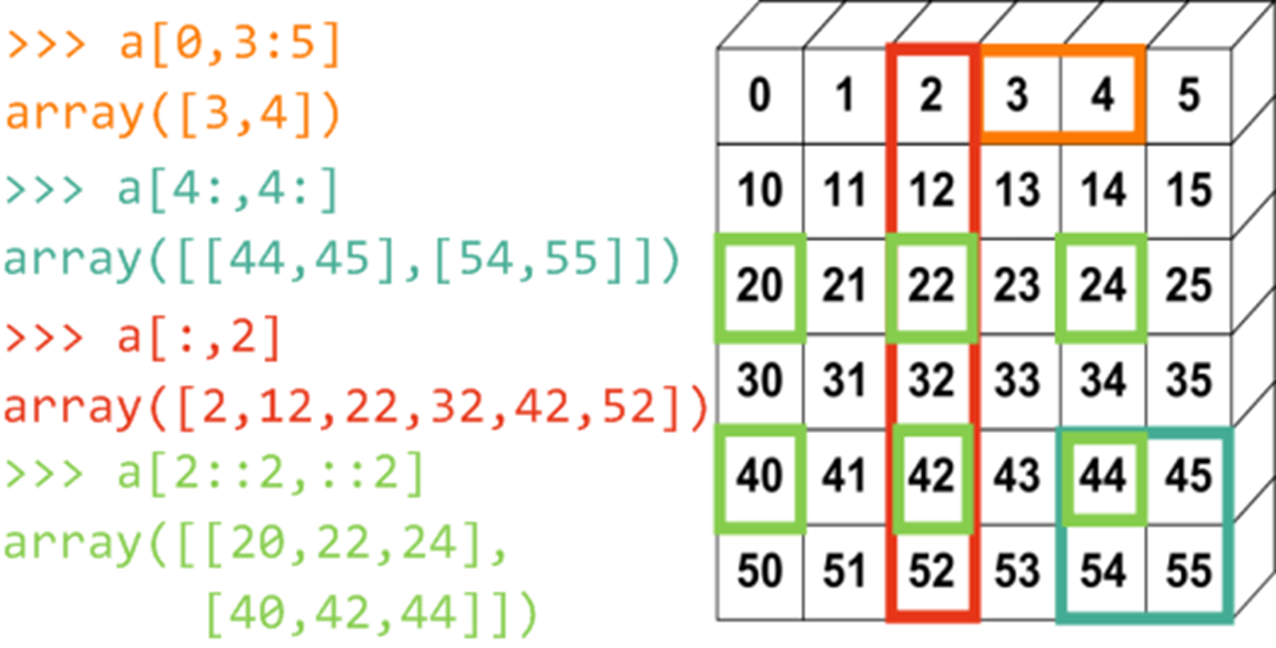 >>> a[0,3:5]
array([3,4])
>>> a[4:,4:]
array([[44,45],[54,55]])
>>> a[:,2]
array([2,12,22,32,42,52])
>>> a[2::2,::2]
array([[20,22,24],
[40,42,44]])
0 1 2 3 4 5
10 11 12 13 14 15
20 21 22 23 24 25
30 31 32 33 34 35
40 41 42 43 44 45
50 51 52 53 54 55